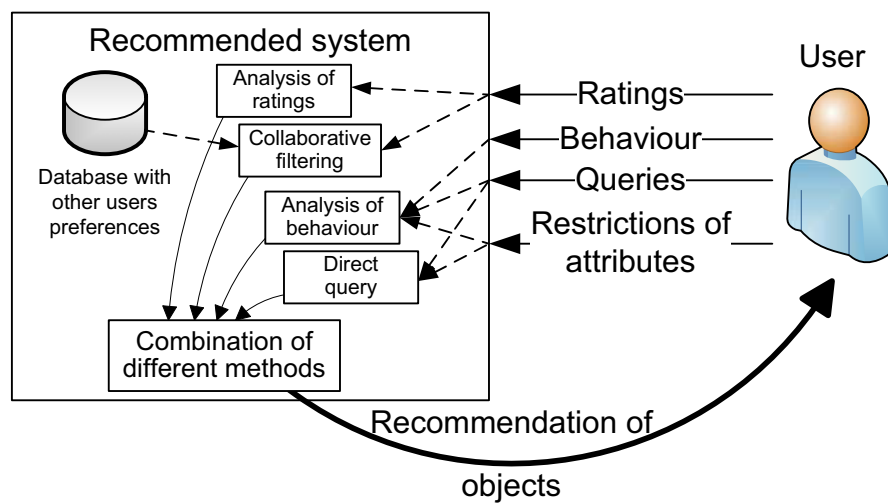 Recommended system
User
Analysis of
ratings
Ratings
Collaborative
filtering
Behaviour
Database with
other users
preferences
Queries
Analysis of
behaviour
Restrictions of
attributes
Direct
query
Combination of
different methods
Recommendation of
objects